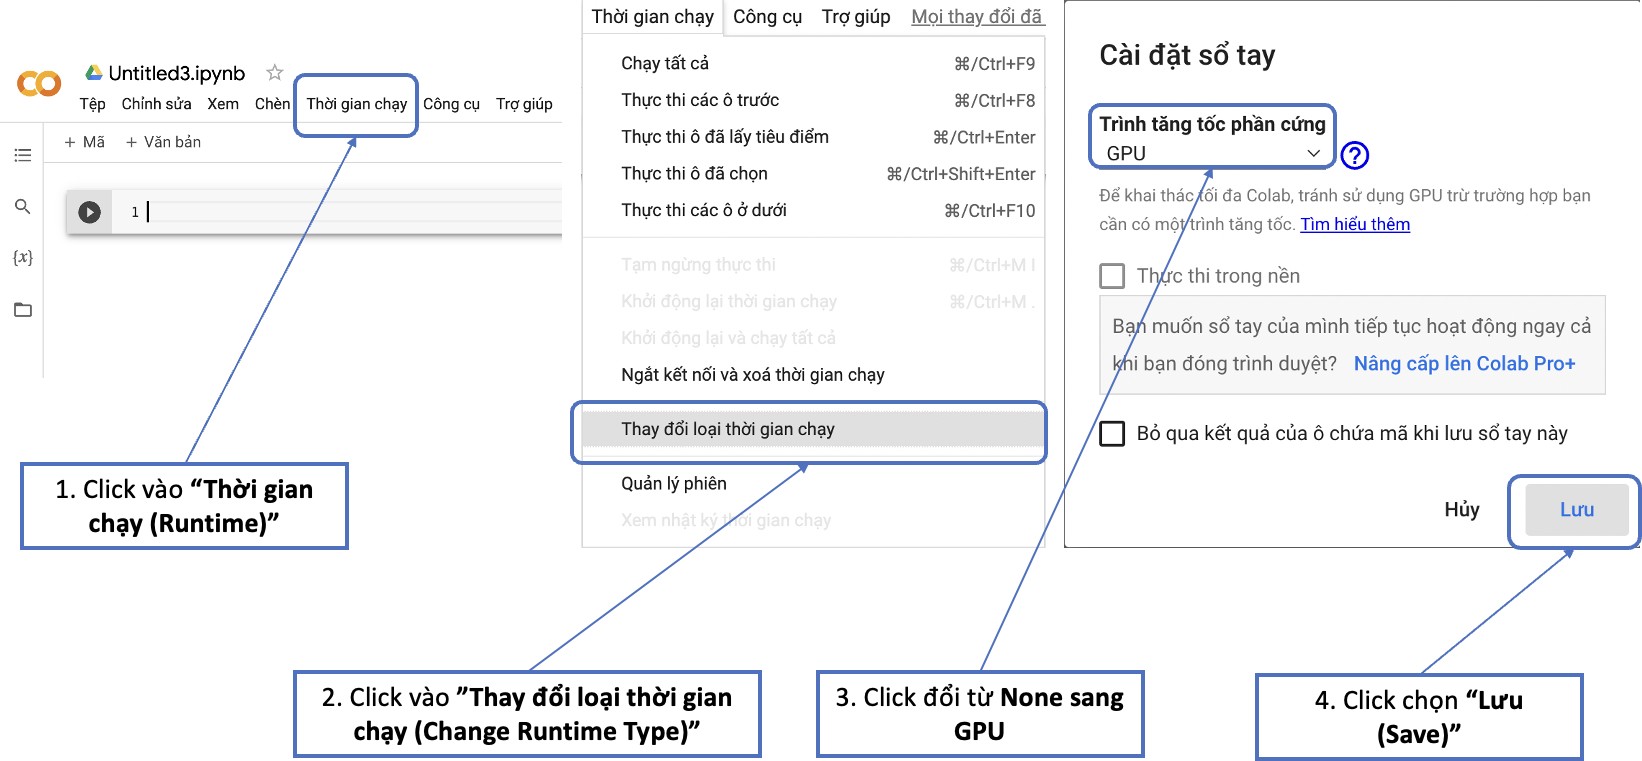 Untitled3.ipynb
Tệp Chỉnh sửa Xem Chèn Thời gian chạy Công cụ Trợ giúp
+ Mã + Văn bản
1
{x}
1. Click vào “Thời gian
chạy (Runtime)”
Thời gian chạy Công cụ Trợ giúp Mọi thay đổi đã
Chạy tất cả ⌘/Ctrl+F9
Thực thi các ô trước ⌘/Ctrl+F8
Thực thi ô đã lấy tiêu điểm ⌘/Ctrl+Enter
Thực thi ô đã chọn ⌘/Ctrl+Shift+Enter
Thực thi các ô ở dưới ⌘/Ctrl+F10
Tạm ngừng thực thi ⌘/Ctrl+M I
Khởi động lại thời gian chạy ⌘/Ctrl+M .
Khởi động lại và chạy tất cả
Ngắt kết nối và xoá thời gian chạy
Thay đổi loại thời gian chạy
Quản lý phiên
Xem nhật ký thời gian chạy
2. Click vào ”Thay đổi loại thời gian
chạy (Change Runtime Type)”
Cài đặt sổ tay
Trình tăng tốc phần cứng
GPU
?
Để khai thác tối đa Colab, tránh sử dụng GPU trừ trường hợp bạn
cần có một trình tăng tốc. Tìm hiểu thêm
Thực thi trong nền
Bạn muốn sổ tay của mình tiếp tục hoạt động ngay cả
khi bạn đóng trình duyệt? Nâng cấp lên Colab Pro+
Bỏ qua kết quả của ô chứa mã khi lưu sổ tay này
Hủy Lưu
3. Click đổi từ None sang
GPU
4. Click chọn “Lưu
(Save)”